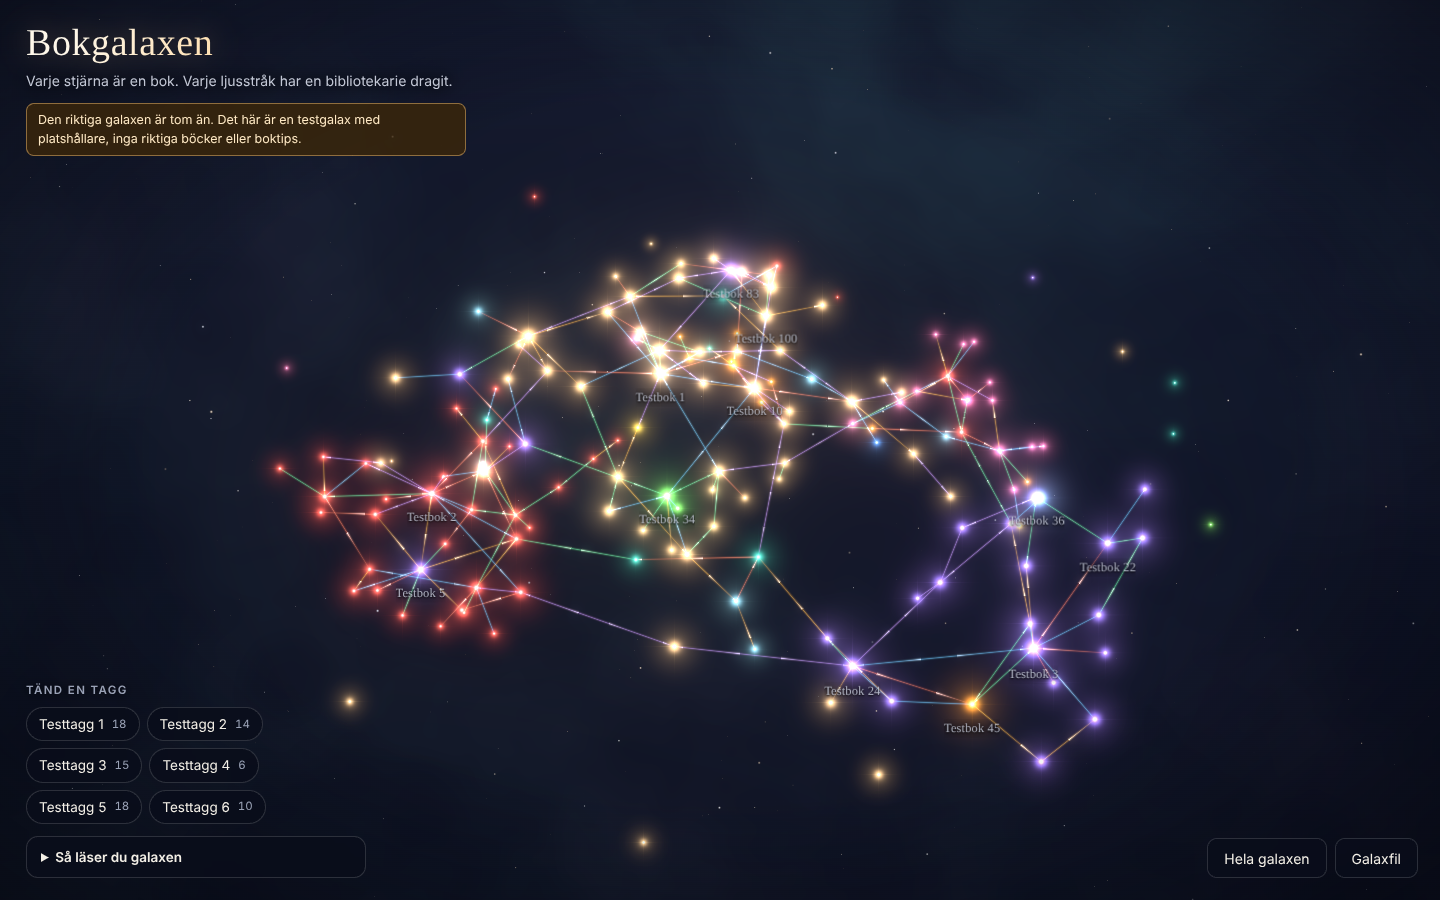 Bokgalaxen
Varje stjärna är en bok. Varje ljusstråk har en bibliotekarie dragit.
Den riktiga galaxen är tom än. Det här är en testgalax med
platshållare, inga riktiga böcker eller boktips.
Testbok 83
Testbok 100
Testbok 1
Testbok 10
Testbok 2
Testbok 34
Testbok 36
Testbok 22
Testbok 5
Testbok 3
Testbok 24
Testbok 45
TÄND EN TAGG
Testtagg 1 18 Testtagg 2 14
Testtagg 3 15 Testtagg 4 6
Testtagg 5 18 Testtagg 6 10
▶ Så läser du galaxen
Hela galaxen Galaxfil